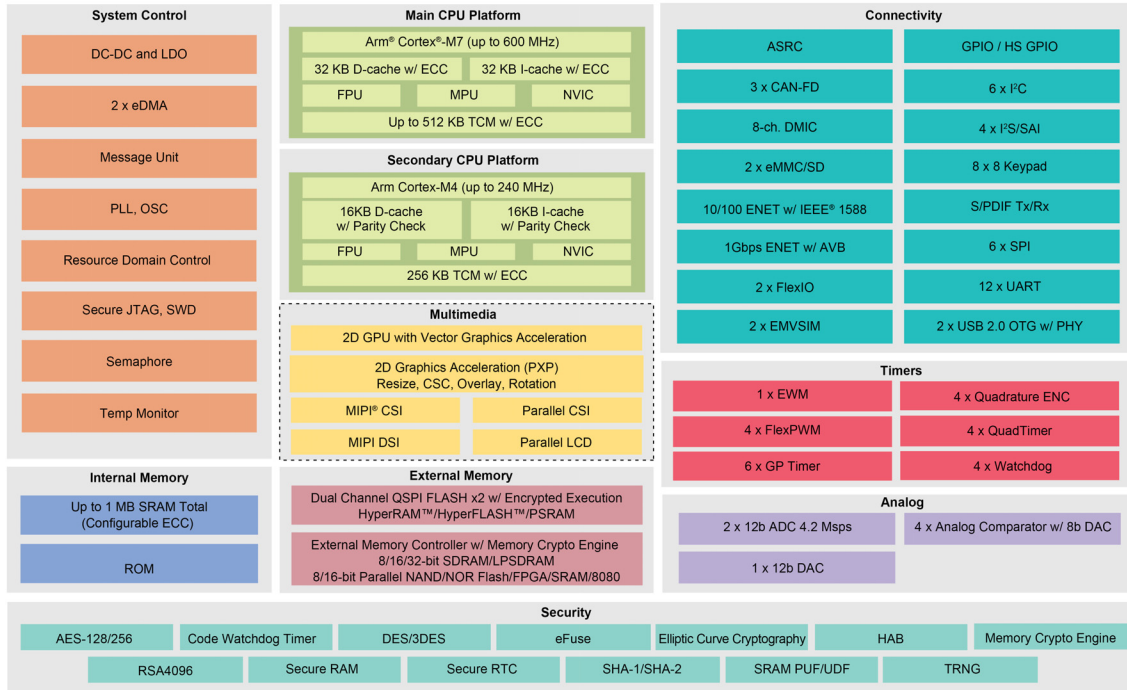 System Control
DC-DC and LDO
2 x eDMA
Message Unit
PLL, OSC
Resource Domain Control
Secure JTAG, SWD
Semaphore
Temp Monitor
Internal Memory
Up to 1 MB SRAM Total
(Configurable ECC)
ROM
Main CPU Platform
Arm® Cortex®-M7 (up to 600 MHz)
32 KB D-cache w/ ECC
32 KB I-cache w/ ECC
FPU
MPU
NVIC
Up to 512 KB TCM w/ ECC
Secondary CPU Platform
Arm Cortex-M4 (up to 240 MHz)
16KB D-cache
w/ Parity Check
16KB I-cache
w/ Parity Check
FPU
MPU
NVIC
256 KB TCM w/ ECC
Multimedia
2D GPU with Vector Graphics Acceleration
2D Graphics Acceleration (PXP)
Resize, CSC, Overlay, Rotation
MIPI® CSI
Parallel CSI
MIPI DSI
Parallel LCD
External Memory
Dual Channel QSPI FLASH x2 w/ Encrypted Execution
HyperRAM™/HyperFLASH™/PSRAM
External Memory Controller w/ Memory Crypto Engine
8/16/32-bit SDRAM/LPSDRAM
8/16-bit Parallel NAND/NOR Flash/FPGA/SRAM/8080
Connectivity
ASRC
GPIO / HS GPIO
3 x CAN-FD
6 x I²C
8-ch. DMIC
4 x I²S/SAI
2 x eMMC/SD
8 x 8 Keypad
10/100 ENET w/ IEEE® 1588
S/PDIF Tx/Rx
1Gbps ENET w/ AVB
6 x SPI
2 x FlexIO
12 x UART
2 x EMVSIM
2 x USB 2.0 OTG w/ PHY
Timers
1 x EWM
4 x Quadrature ENC
4 x FlexPWM
4 x QuadTimer
6 x GP Timer
4 x Watchdog
Analog
2 x 12b ADC 4.2 Msps
4 x Analog Comparator w/ 8b DAC
1 x 12b DAC
Security
AES-128/256
Code Watchdog Timer
DES/3DES
eFuse
Elliptic Curve Cryptography
HAB
Memory Crypto Engine
RSA4096
Secure RAM
Secure RTC
SHA-1/SHA-2
SRAM PUF/UDF
TRNG